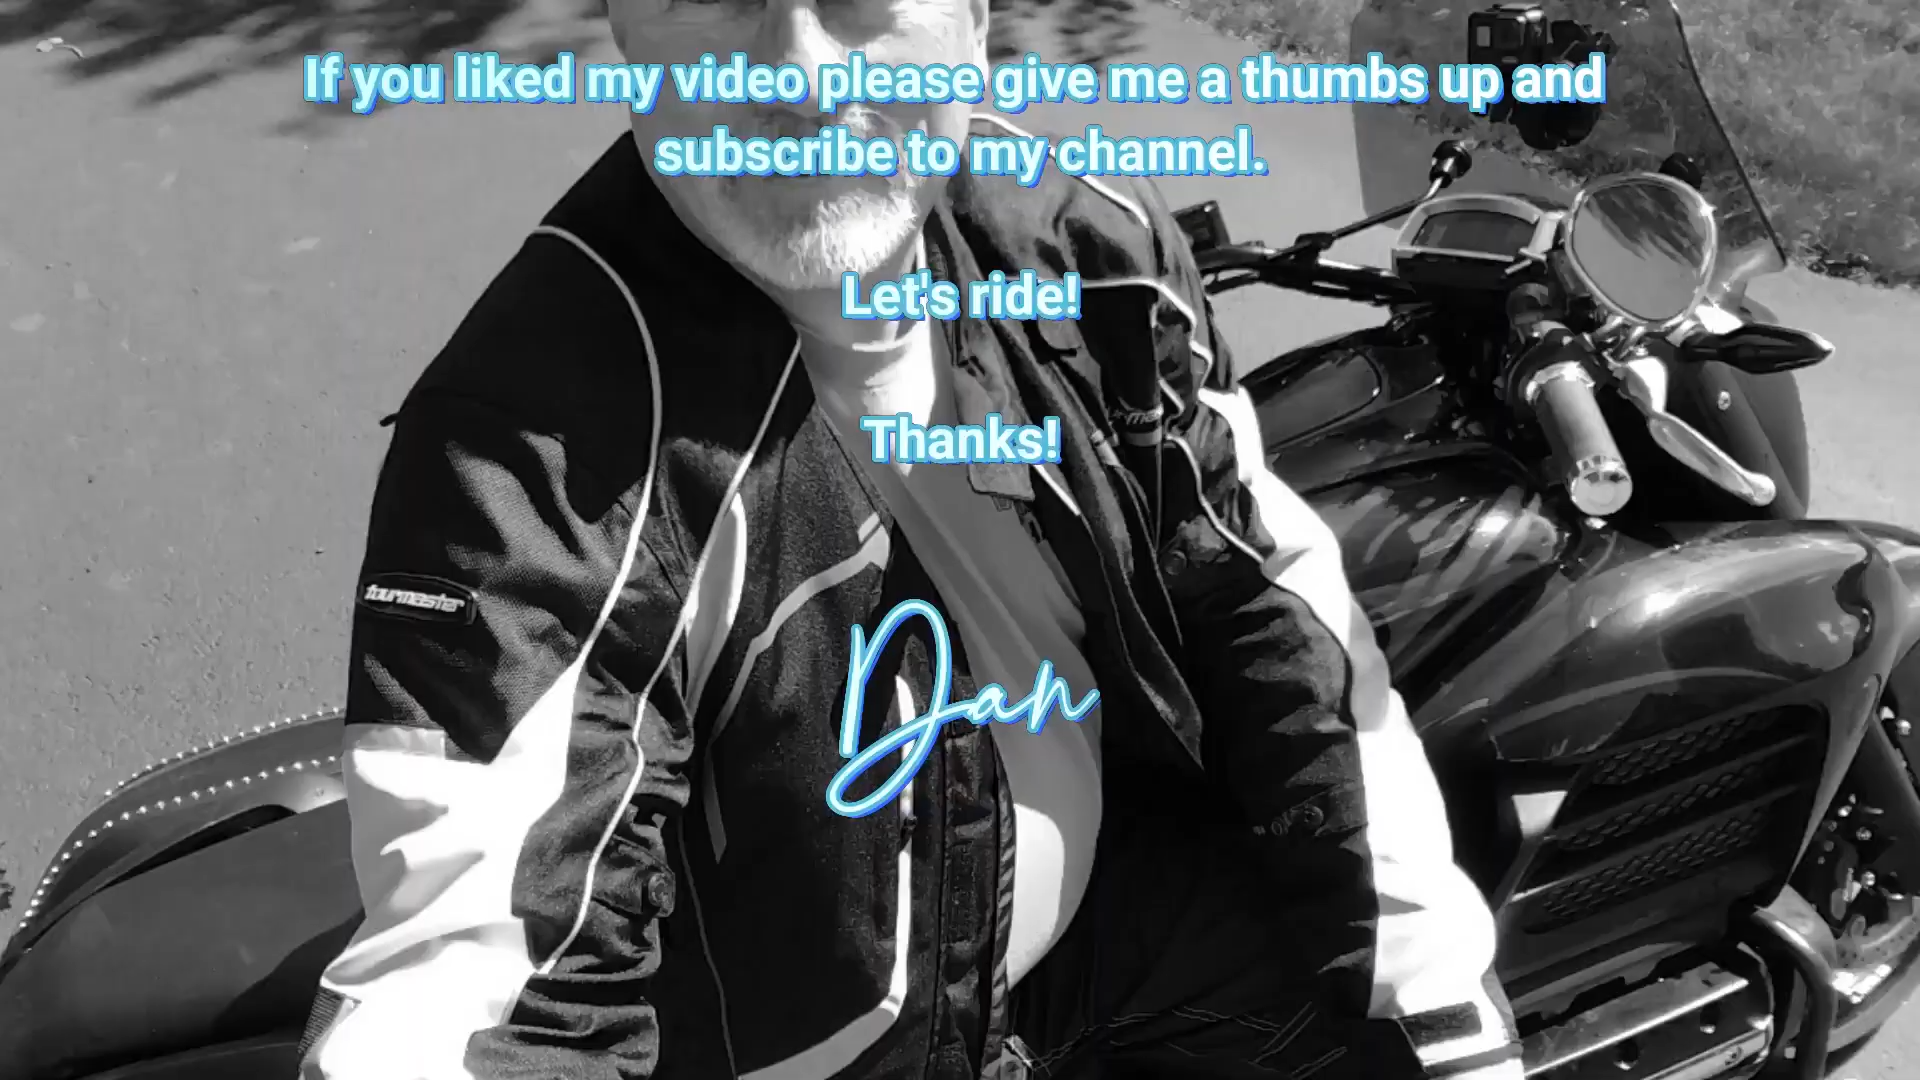 If you liked my video please give me a thumbs up and
subscribe to my channel.
Let's ride!
Thanks!
tourmaster
Dan